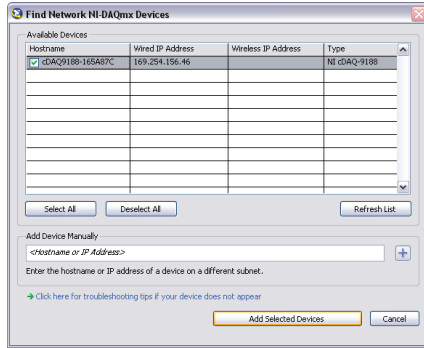 Find Network NI-DAQmx Devices
Available Devices
Hostname Wired IP Address Wireless IP Address Type
cDAQ9188-165A87C 169.254.156.46 NI cDAQ-9188
Select All Deselect All Refresh List
Add Device Manually
<Hostname or IP Address>
Enter the hostname or IP address of a device on a different subnet.
Click here for troubleshooting tips if your device does not appear
Add Selected Devices Cancel